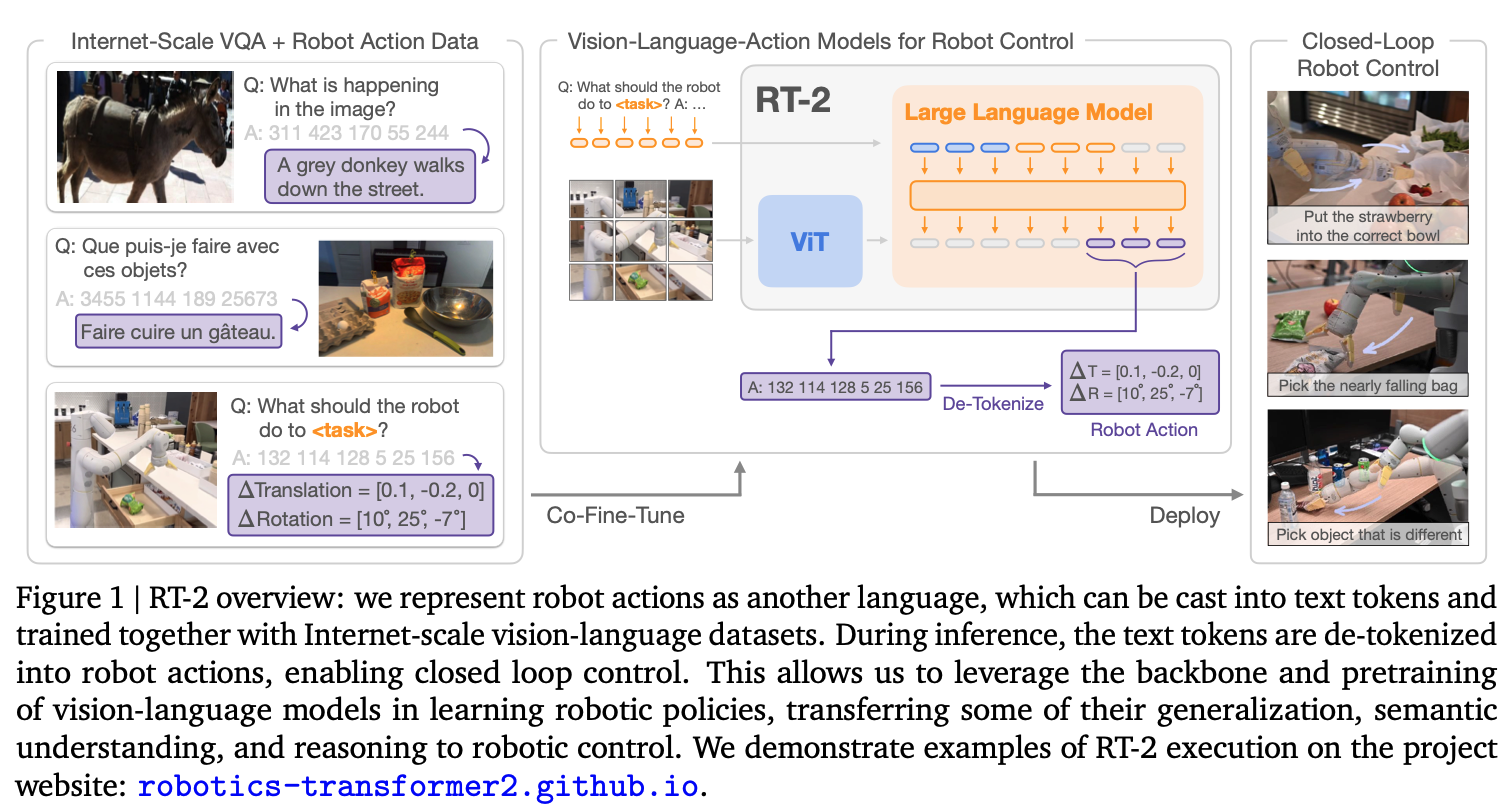 Internet-Scale VQA + Robot Action Data
Q: What is happening
in the image?
A: 311 423 170 55 244
A grey donkey walks
down the street.
Q: Que puis-je faire avec
ces objets?
A: 3455 1144 189 25673
Faire cuire un gâteau.
Q: What should the robot
do to <task>?
A: 132 114 128 5 25 156
ΔTranslation = [0.1, -0.2, 0]
ΔRotation = [10°, 25°, -7°]
Co-Fine-Tune
Vision-Language-Action Models for Robot Control
Q: What should the robot
do to <task>? A: ...
RT-2
Large Language Model
ViT
A: 132 114 128 5 25 156
De-Tokenize
ΔT = [0.1, -0.2, 0]
ΔR = [10°, 25°, -7°]
Robot Action
Deploy
Closed-Loop
Robot Control
Put the strawberry
into the correct bowl
Pick the nearly falling bag
Pick object that is different
Figure 1 | RT-2 overview: we represent robot actions as another language, which can be cast into text tokens and
trained together with Internet-scale vision-language datasets. During inference, the text tokens are de-tokenized
into robot actions, enabling closed loop control. This allows us to leverage the backbone and pretraining
of vision-language models in learning robotic policies, transferring some of their generalization, semantic
understanding, and reasoning to robotic control. We demonstrate examples of RT-2 execution on the project
website: robotics-transformer2.github.io.